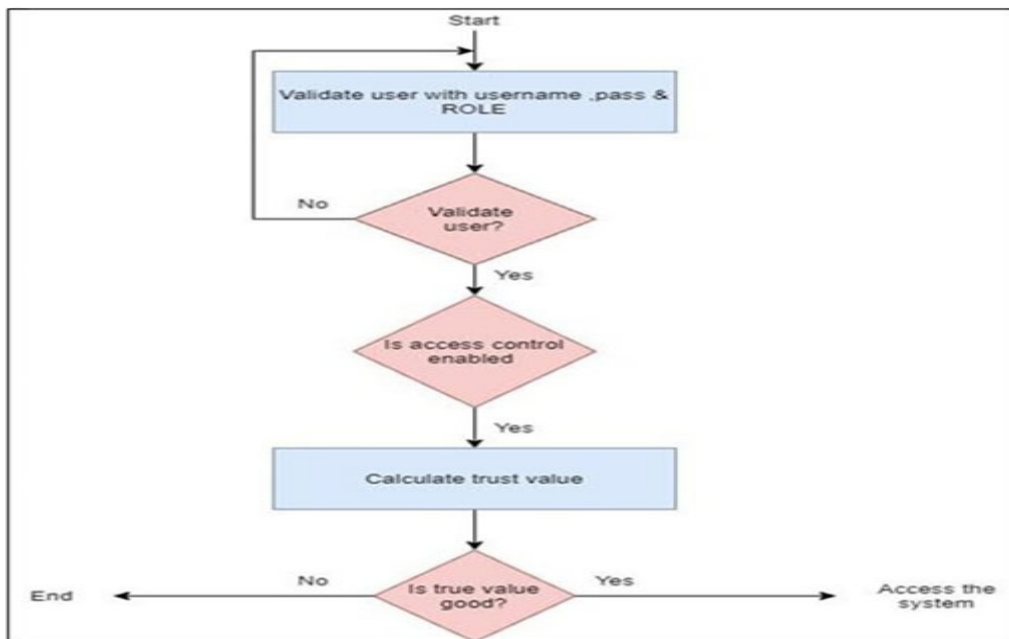 Start
Validate user with username ,pass &
ROLE
No
Validate
user?
Yes
Is access control
enabled
Yes
Calculate trust value
No
Yes
End
Is true value
good?
Access the
system